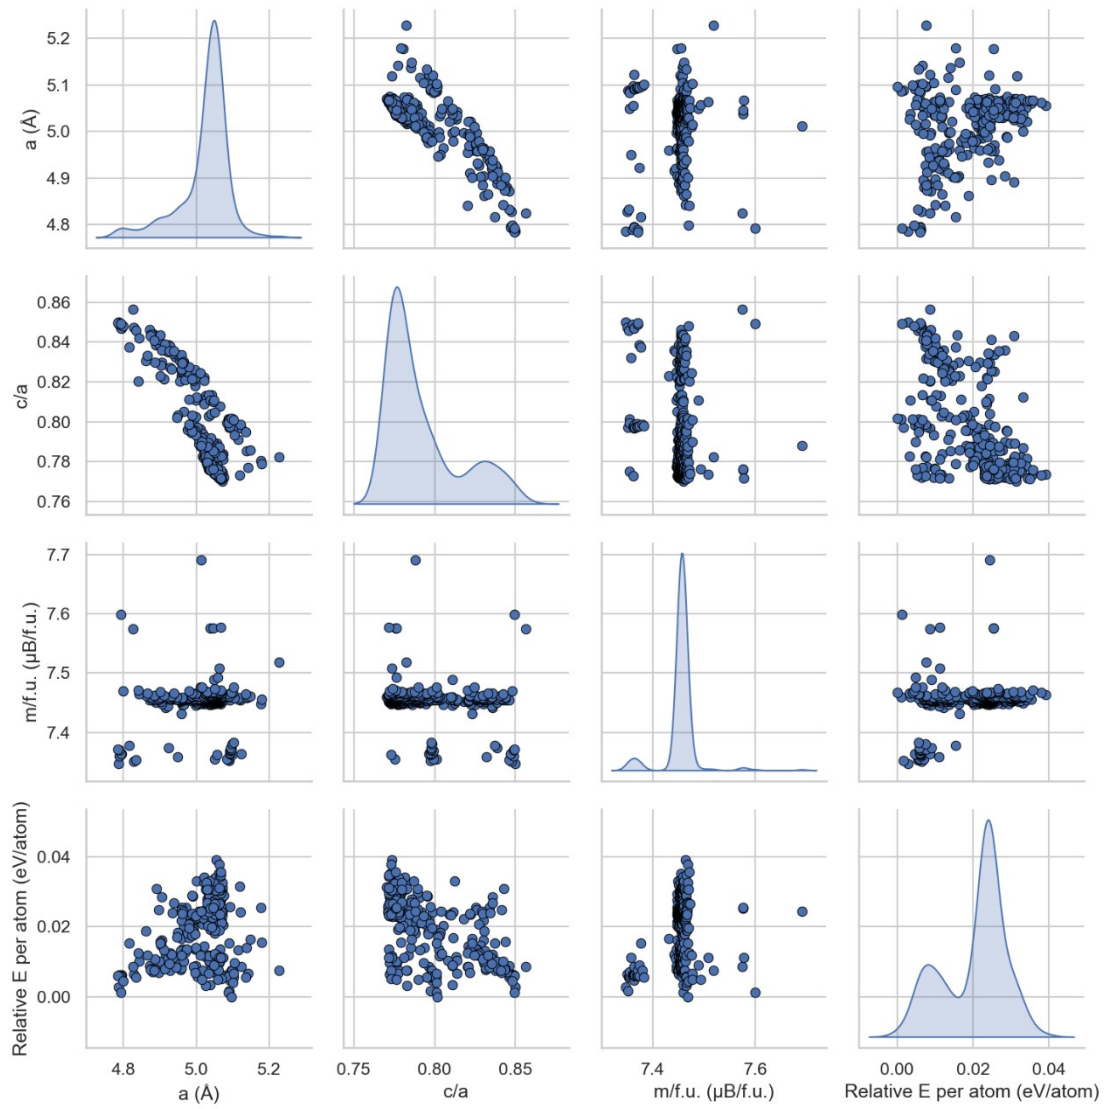 5.2
5.1
5.0
4.9
4.8
a (Å)
0.86
0.84
0.82
0.80
0.78
0.76
c/a
7.7
7.6
7.5
7.4
m/f.u. (μB/f.u.)
0.04
0.02
0.00
Relative E per atom (eV/atom)
4.8 5.0 5.2
a (Å)
0.75 0.80 0.85
c/a
7.4 7.6
m/f.u. (μB/f.u.)
0.00 0.02 0.04
Relative E per atom (eV/atom)